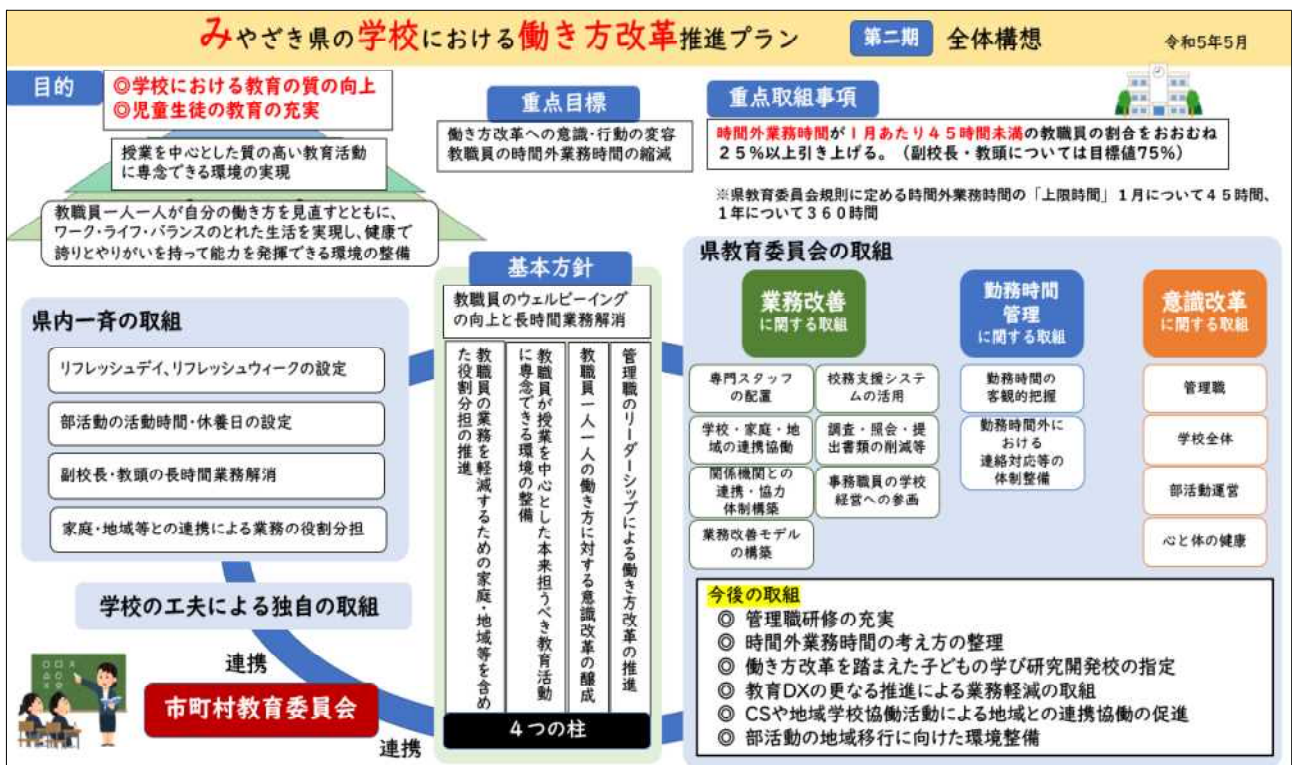 みやざき県の学校における働き方改革推進プラン 第二期 全体構想 令和5年5月
目的
◎学校における教育の質の向上
◎児童生徒の教育の充実
授業を中心とした質の高い教育活動
に専念できる環境の実現
教職員一人一人が自分の働き方を見直すとともに、
ワーク・ライフ・バランスのとれた生活を実現し、健康で
誇りとやりがいを持って能力を発揮できる環境の整備
重点目標
働き方改革への意識・行動の変容
教職員の時間外業務時間の縮減
重点取組事項
時間外業務時間が1月あたり45時間未満の教職員の割合をおおむね
25%以上引き上げる。（副校長・教頭については目標値75%）
※県教育委員会規則に定める時間外業務時間の「上限時間」1月について45時間、
1年について360時間
県内一斉の取組
リフレッシュデイ、リフレッシュウィークの設定
部活動の活動時間・休養日の設定
副校長・教頭の長時間業務解消
家庭・地域等との連携による業務の役割分担
学校の工夫による独自の取組
連携
市町村教育委員会
連携
基本方針
教職員のウェルビーイング
の向上と長時間業務解消
管理職のリーダーシップによる働き方改革の推進
教職員一人一人の働き方に対する意識改革の醸成
教職員が授業を中心とした本来担うべき教育活動
に専念できる環境の整備
教職員の業務を軽減するための家庭・地域等を含め
た役割分担の推進
4つの柱
県教育委員会の取組
業務改善
に関する取組
専門スタッフ
の配置
校務支援システ
ムの活用
学校・家庭・地
域の連携協働
調査・照会・提
出書類の削減等
関係機関との
連携・協力
体制構築
事務職員の学校
経営への参画
業務改善モデル
の構築
勤務時間
管理
に関する取組
勤務時間の
客観的把握
勤務時間外に
おける
連絡対応等の
体制整備
意識改革
に関する取組
管理職
学校全体
部活動運営
心と体の健康
今後の取組
◎ 管理職研修の充実
◎ 時間外業務時間の考え方の整理
◎ 働き方改革を踏まえた子どもの学び研究開発校の指定
◎ 教育DXの更なる推進による業務軽減の取組
◎ CSや地域学校協働活動による地域との連携協働の促進
◎ 部活動の地域移行に向けた環境整備